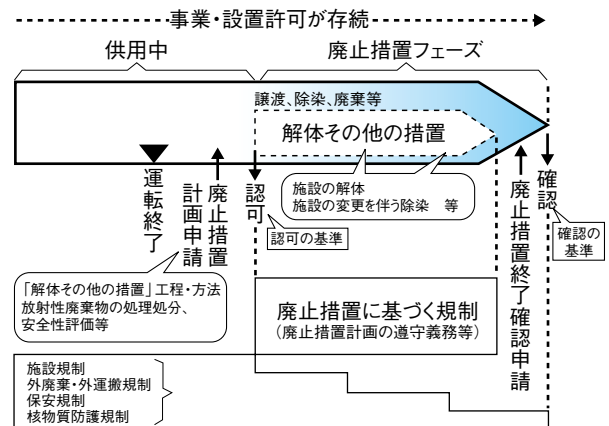 事業・設置許可が存続
供用中
廃止措置フェーズ
譲渡、除染、廃棄等
解体その他の措置
運転終了
廃止措置
計画申請
認可
施設の解体
施設の変更を伴う除染 等
廃止措置終了確認申請
確認
認可の基準
確認の
基準
「解体その他の措置」工程・方法
放射性廃棄物の処理処分、
安全性評価等
廃止措置に基づく規制
（廃止措置計画の遵守義務等）
施設規制
外廃棄・外運搬規制
保安規制
核物質防護規制